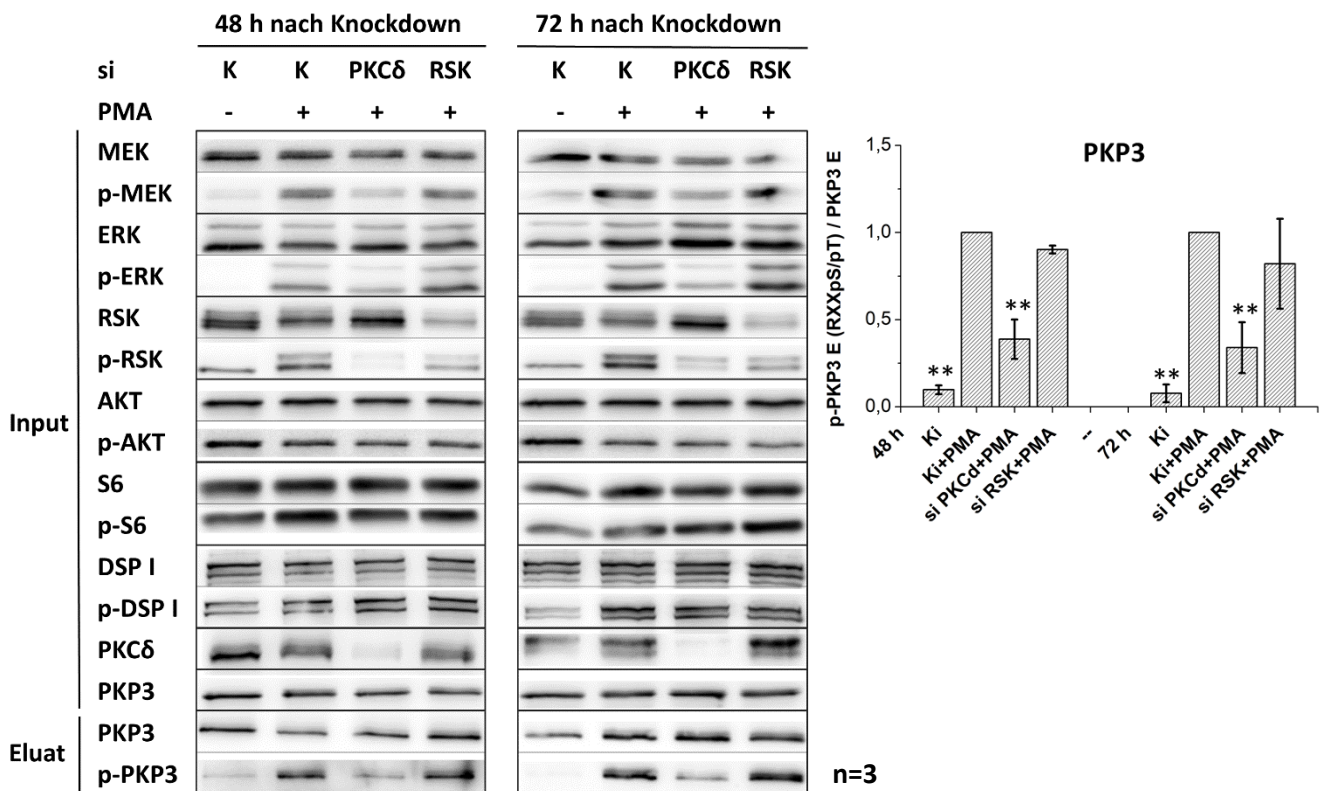 48 h nach Knockdown
72 h nach Knockdown
si K K PKCδ RSK K K PKCδ RSK
PMA - + + + - + + +
Input
MEK
p-MEK
ERK
p-ERK
RSK
p-RSK
AKT
p-AKT
S6
p-S6
DSP I
p-DSP I
PKCδ
PKP3
Eluat
PKP3
p-PKP3
n=3
PKP3
p-PKP3 E (RXXpS/pT) / PKP3 E
1,5
1,0
0,5
0,0
** ** ** **
48 h
Ki
Ki+PMA
si PKCd+PMA
si RSK+PMA
--
72 h
Ki
Ki+PMA
si PKCd+PMA
si RSK+PMA